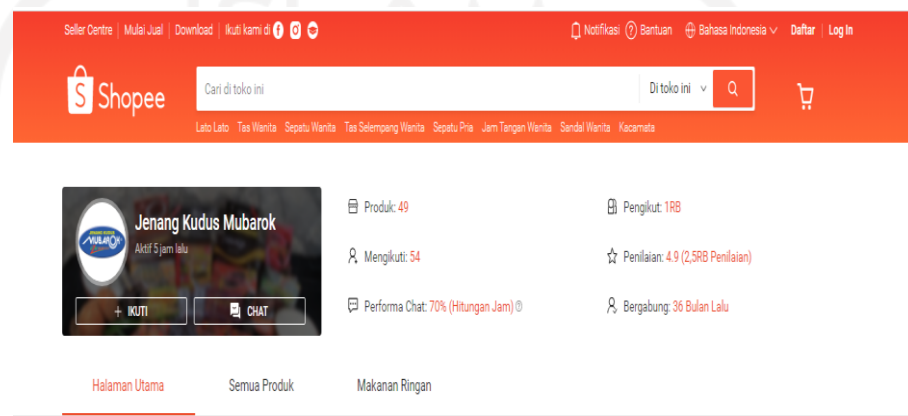 Seller Centre | Mulai Jual | Download | Ikuti kami di
Notifikasi ? Bantuan Bahasa Indonesia Daftar | Log In
S Shopee
Cari di toko ini
Di toko ini
Lato Lato Tas Wanita Sepatu Wanita Tas Selempang Wanita Sepatu Pria Jam Tangan Wanita Sandal Wanita Kacamata
Jenang Kudus Mubarok
Aktif 5 jam lalu
MUBAROK
+ IKUTI
CHAT
Produk: 49
Mengikuti: 54
Performa Chat: 70% (Hitungan Jam) ?
Pengikut: 1RB
Penilaian: 4.9 (2,5RB Penilaian)
Bergabung: 36 Bulan Lalu
Halaman Utama Semua Produk Makanan Ringan